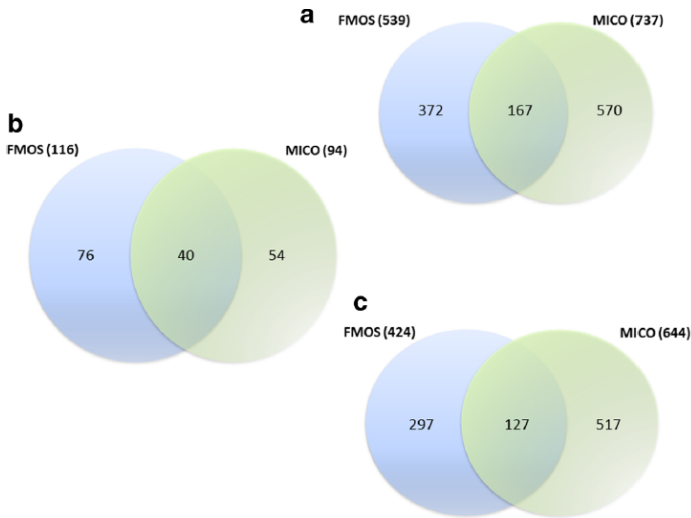 a
FMOS (539) MICO (737)
372 167 570
b
FMOS (116) MICO (94)
76 40 54
c
FMOS (424) MICO (644)
297 127 517